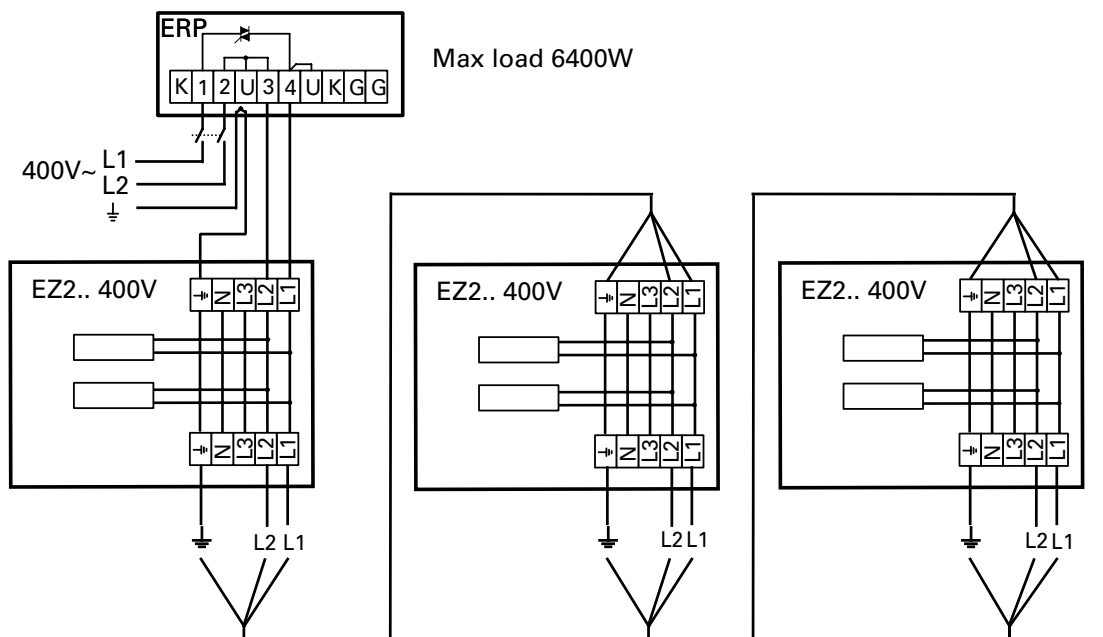 ERP
Max load 6400W
K 1 2 U 3 4 U K G G
400V~ L1
L2
EZ2.. 400V
N L3 L2 L1
N L3 L2 L1
L2 L1
EZ2.. 400V
N L3 L2 L1
N L3 L2 L1
L2 L1
EZ2.. 400V
N L3 L2 L1
N L3 L2 L1
L2 L1